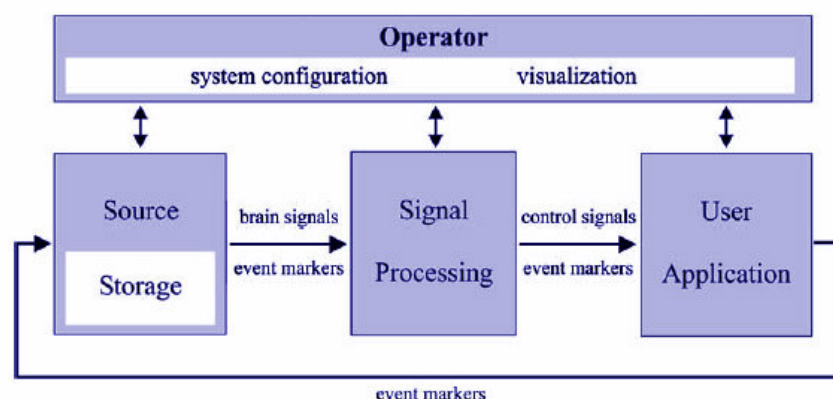 Operator
system configuration visualization
Source
Storage
brain signals
event markers
Signal
Processing
control signals
event markers
User
Application
event markers